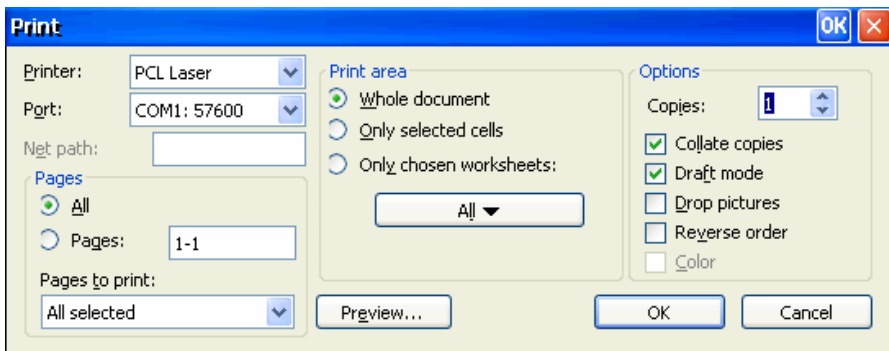 Print OK
Printer: PCL Laser
Port: COM1: 57600
Net path:
Pages
All
Pages: 1-1
Pages to print:
All selected
Print area
Whole document
Only selected cells
Only chosen worksheets:
All
Preview...
Options
Copies: 1
Collate copies
Draft mode
Drop pictures
Reverse order
Color
OK Cancel